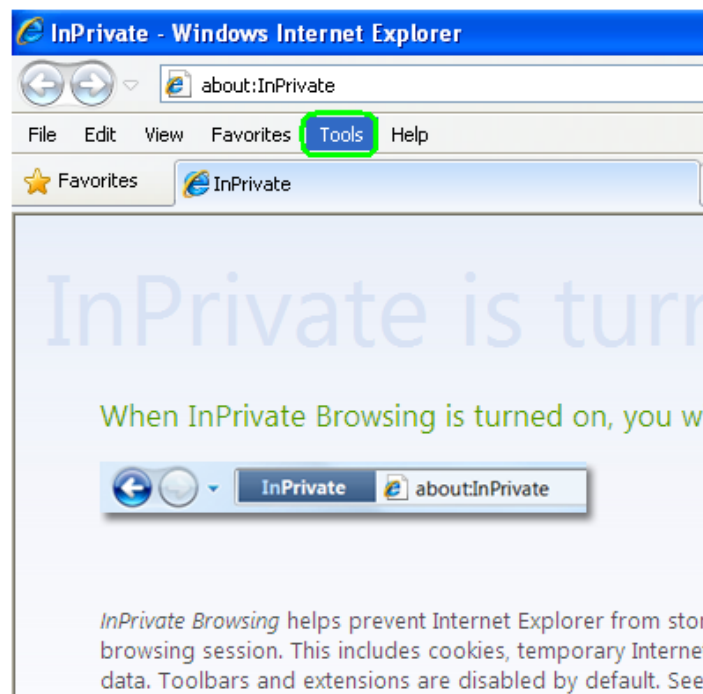 InPrivate - Windows Internet Explorer
about:InPrivate
File Edit View Favorites Tools Help
Favorites InPrivate
InPrivate is turn
When InPrivate Browsing is turned on, you w
InPrivate about:InPrivate
InPrivate Browsing helps prevent Internet Explorer from stor
browsing session. This includes cookies, temporary Internet
data. Toolbars and extensions are disabled by default. See